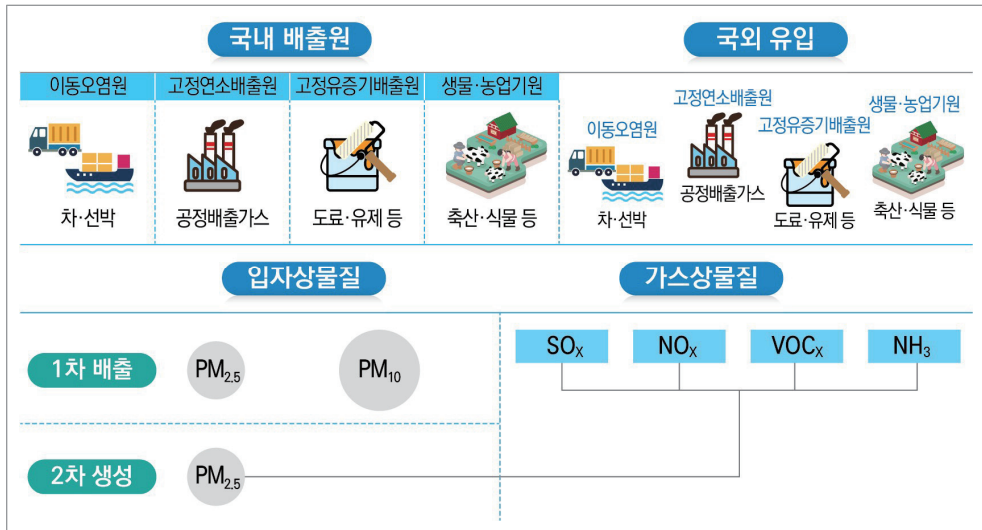 국내 배출원
국외 유입
이동오염원
고정연소배출원
고정유증기배출원
생물·농업기원
차·선박
공정배출가스
도료·유제 등
축산·식물 등
이동오염원
고정연소배출원
고정유증기배출원
생물·농업기원
차·선박
공정배출가스
도료·유제 등
축산·식물 등
입자상물질
가스상물질
1차 배출
PM2.5
PM10
SOX
NOX
VOCX
NH3
2차 생성
PM2.5